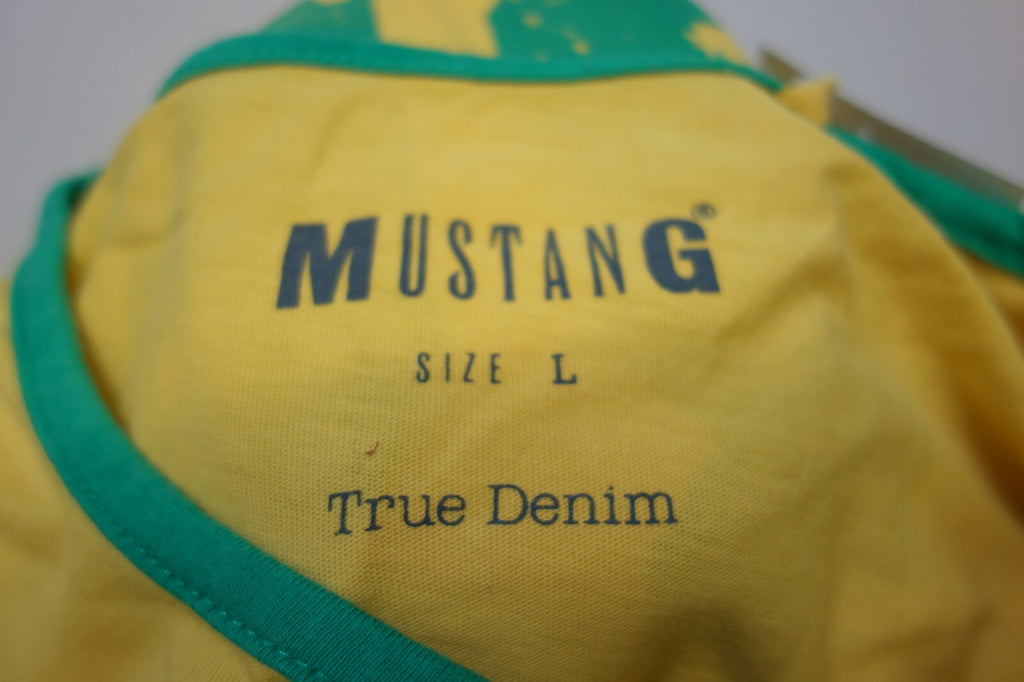 MUSTANG®
SIZE L
True Denim